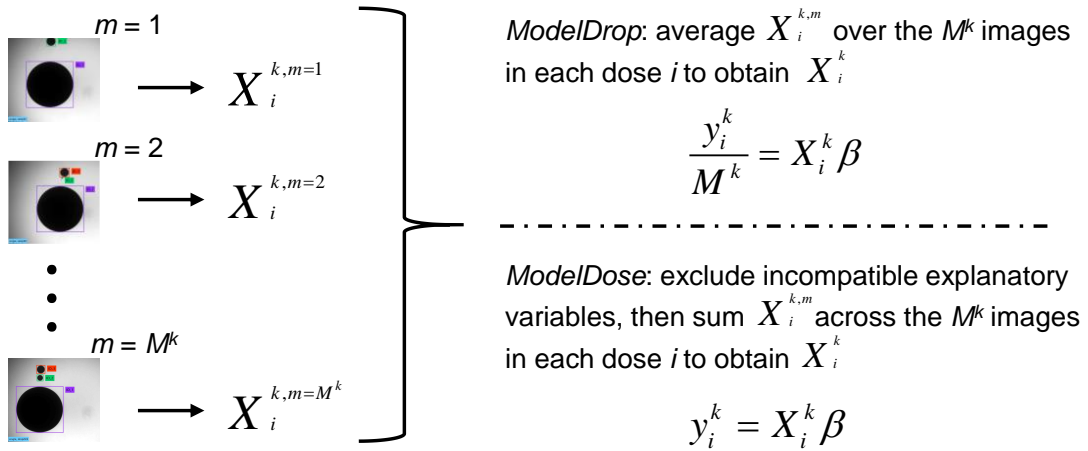 m = 1
X_i^{k,m=1}
m = 2
X_i^{k,m=2}
m = M^k
X_i^{k,m=M^k}
ModelDrop: average X_i^{k,m} over the M^k images
in each dose i to obtain X_i^k
\frac{y_i^k}{M^k} = X_i^k β
ModelDose: exclude incompatible explanatory
variables, then sum X_i^{k,m} across the M^k images
in each dose i to obtain X_i^k
y_i^k = X_i^k β